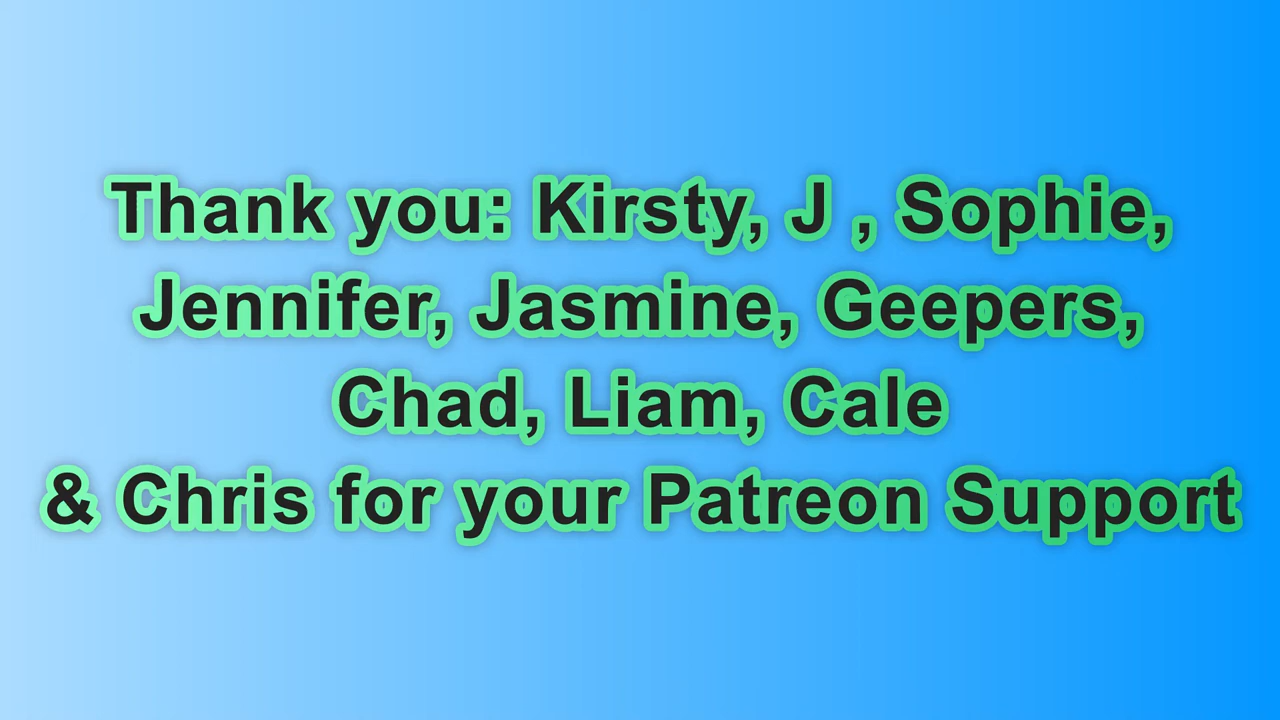 Thank you: Kirsty, J , Sophie,
Jennifer, Jasmine, Geepers,
Chad, Liam, Cale
& Chris for your Patreon Support